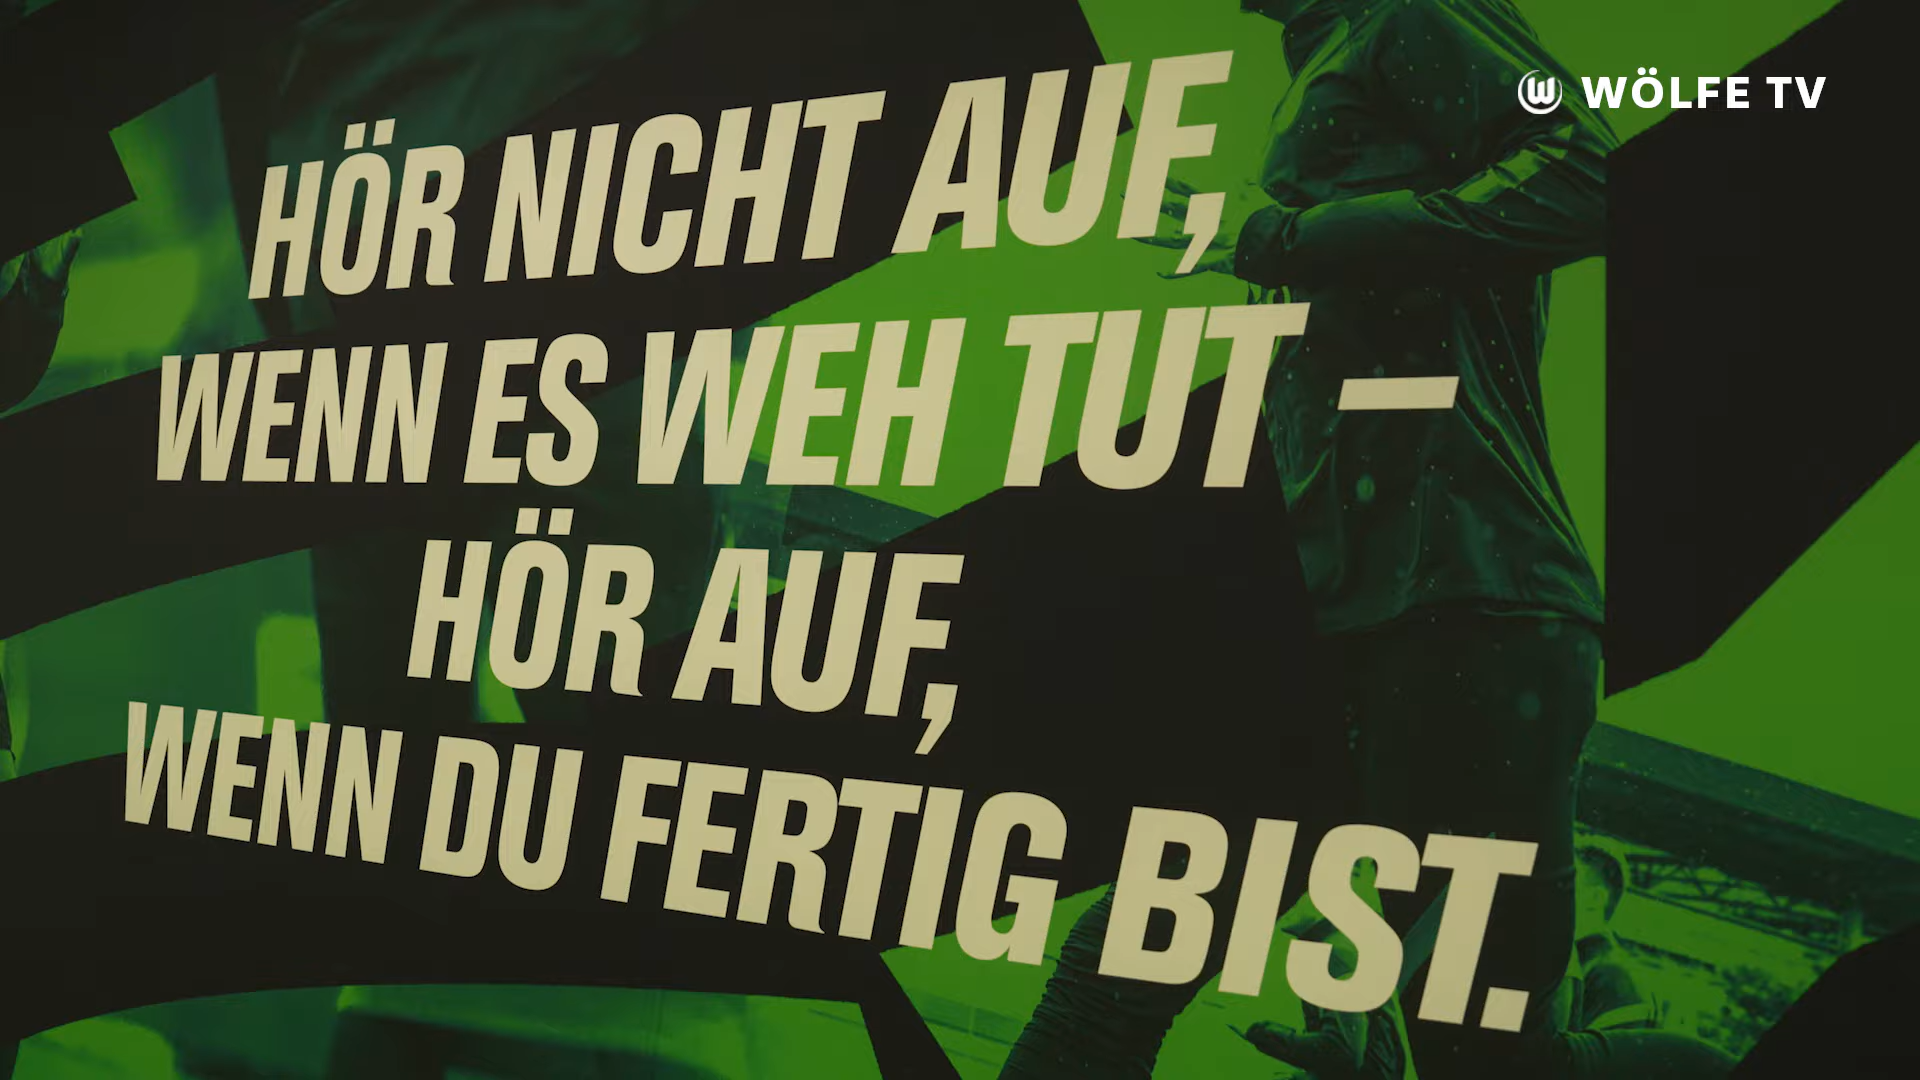 WÖLFE TV
HÖR NICHT AUF,
WENN ES WEH TUT –
HÖR AUF,
WENN DU FERTIG BIST.